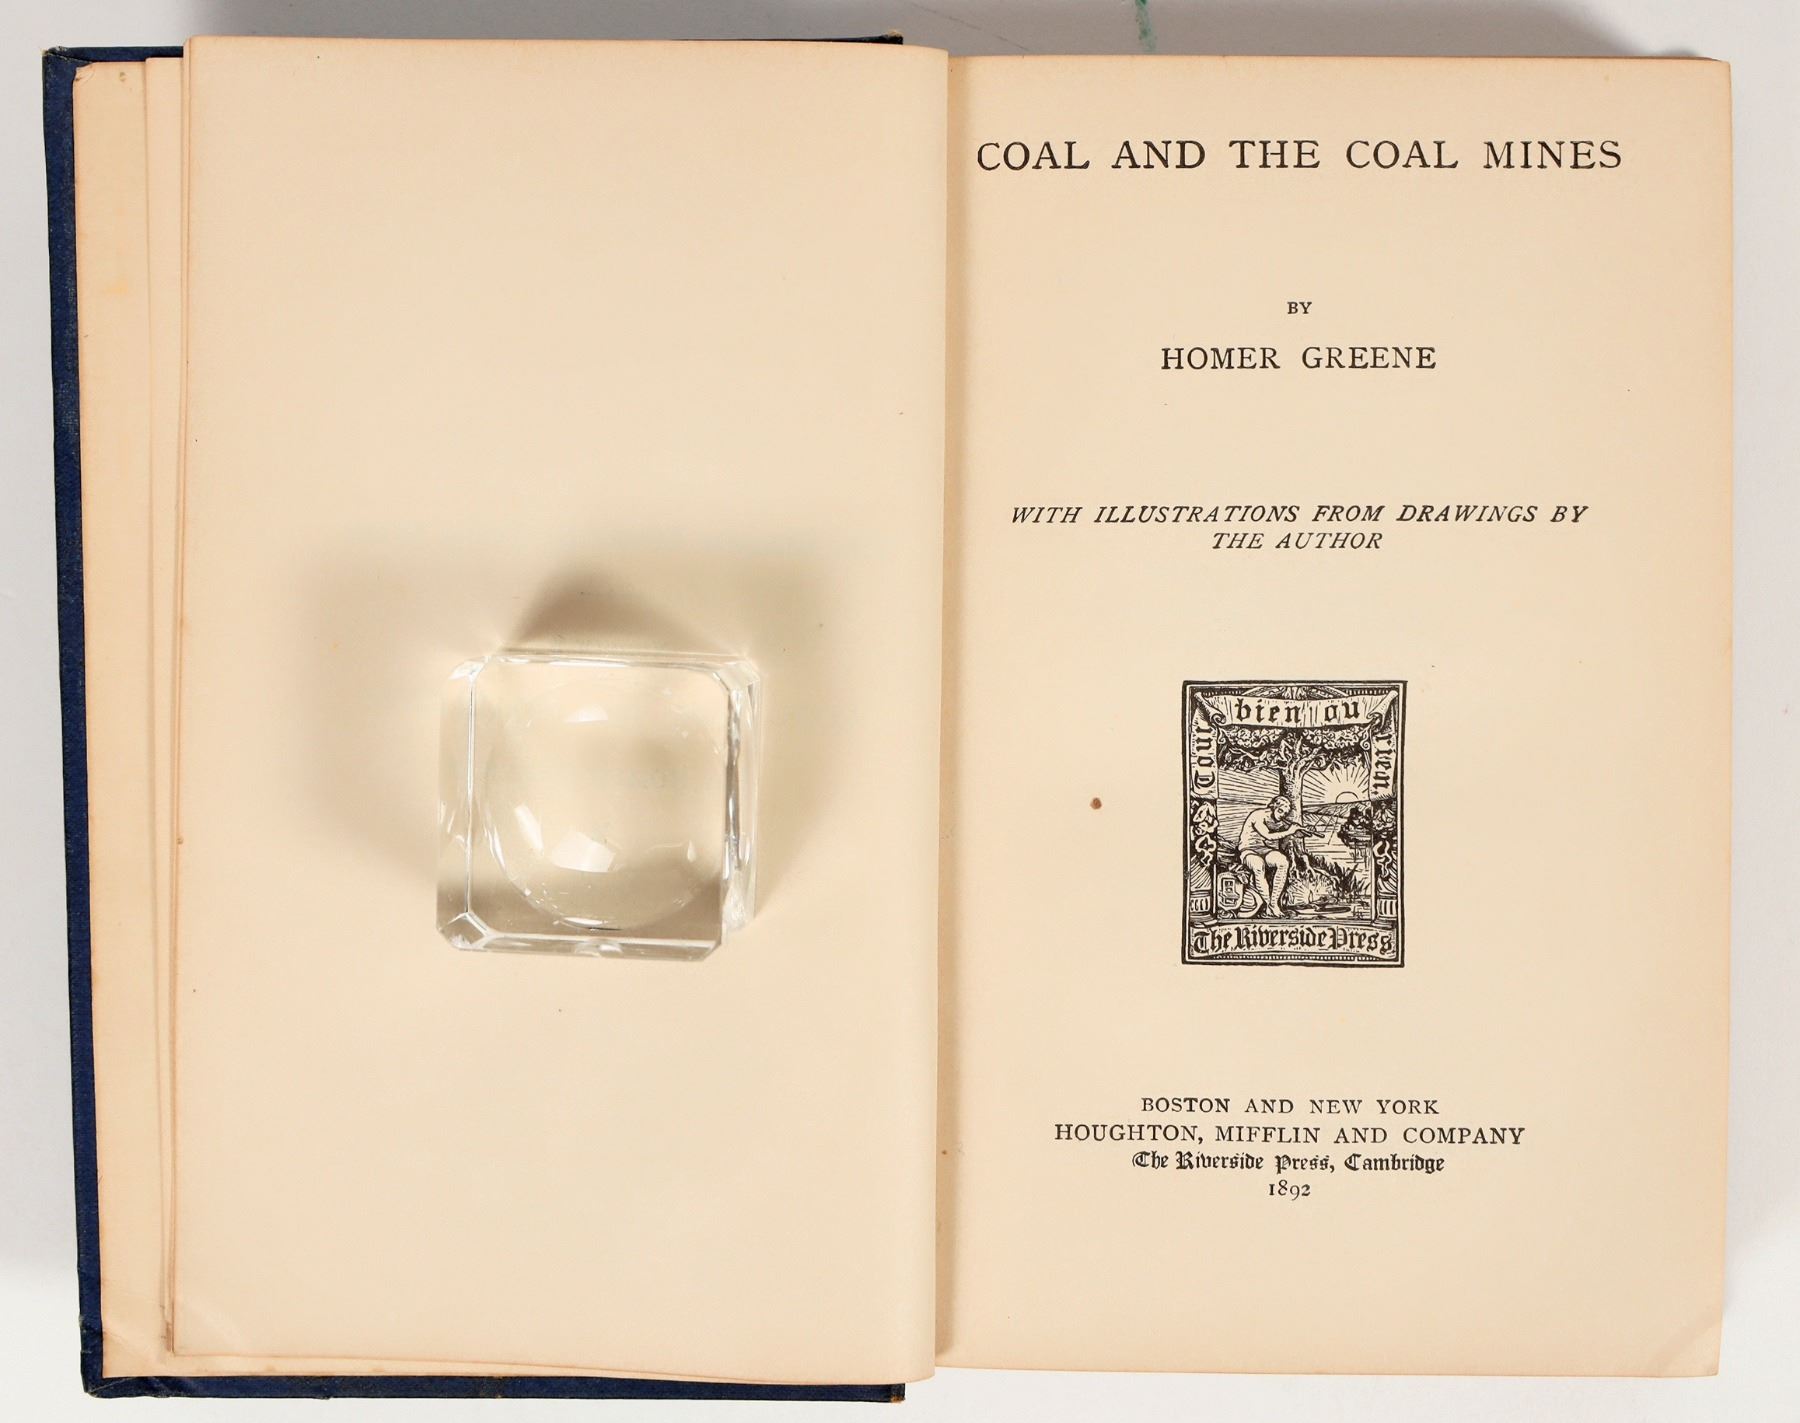 COAL AND THE COAL MINES
BY
HOMER GREENE
WITH ILLUSTRATIONS FROM DRAWINGS BY
THE AUTHOR
Tout bien ou rien
The Riverside Press
BOSTON AND NEW YORK
HOUGHTON, MIFFLIN AND COMPANY
The Riverside Press, Cambridge
1892